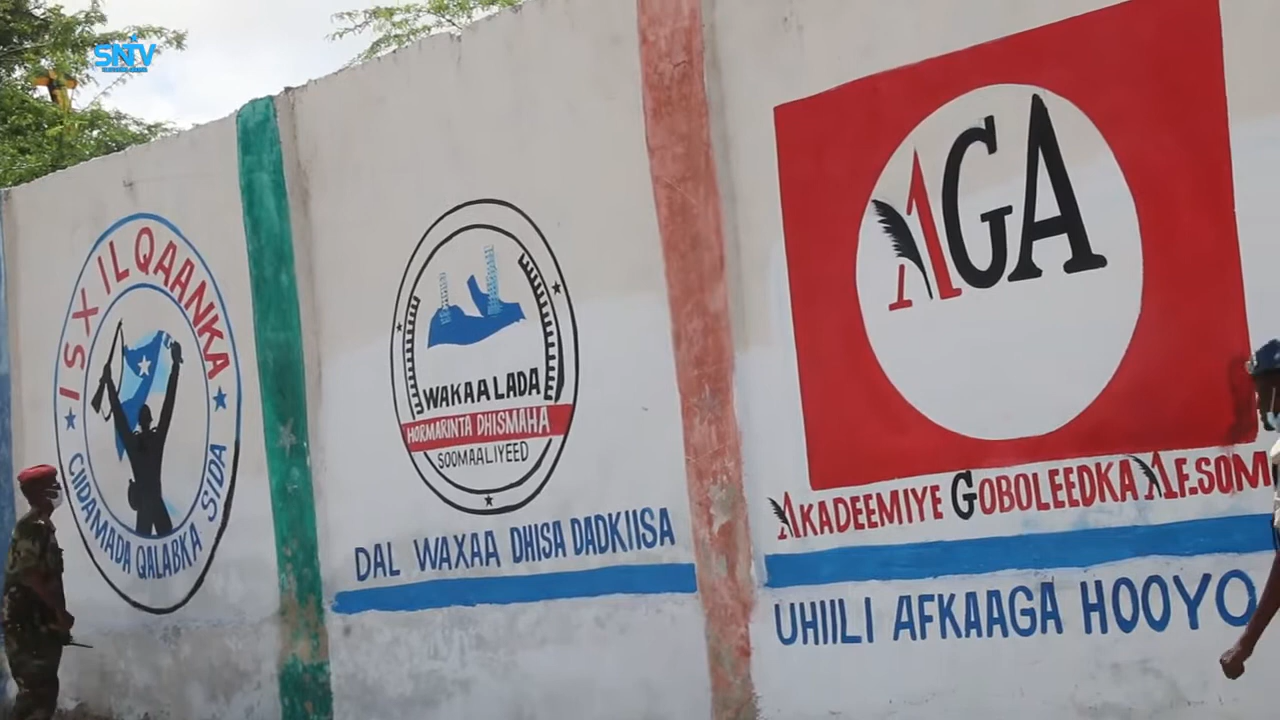 SNTV
ISXILQAANKA
CIIDAMADA QALABKA SIDA
WAKAALADA
HORMARINTA DHISMAHA
SOOMAALIYEED
DAL WAXAA DHISA DADKIISA
AGA
AKADEEMIYE GOBOLEEDKA AF.SOM
UHIILI AFKAAGA HOOYO